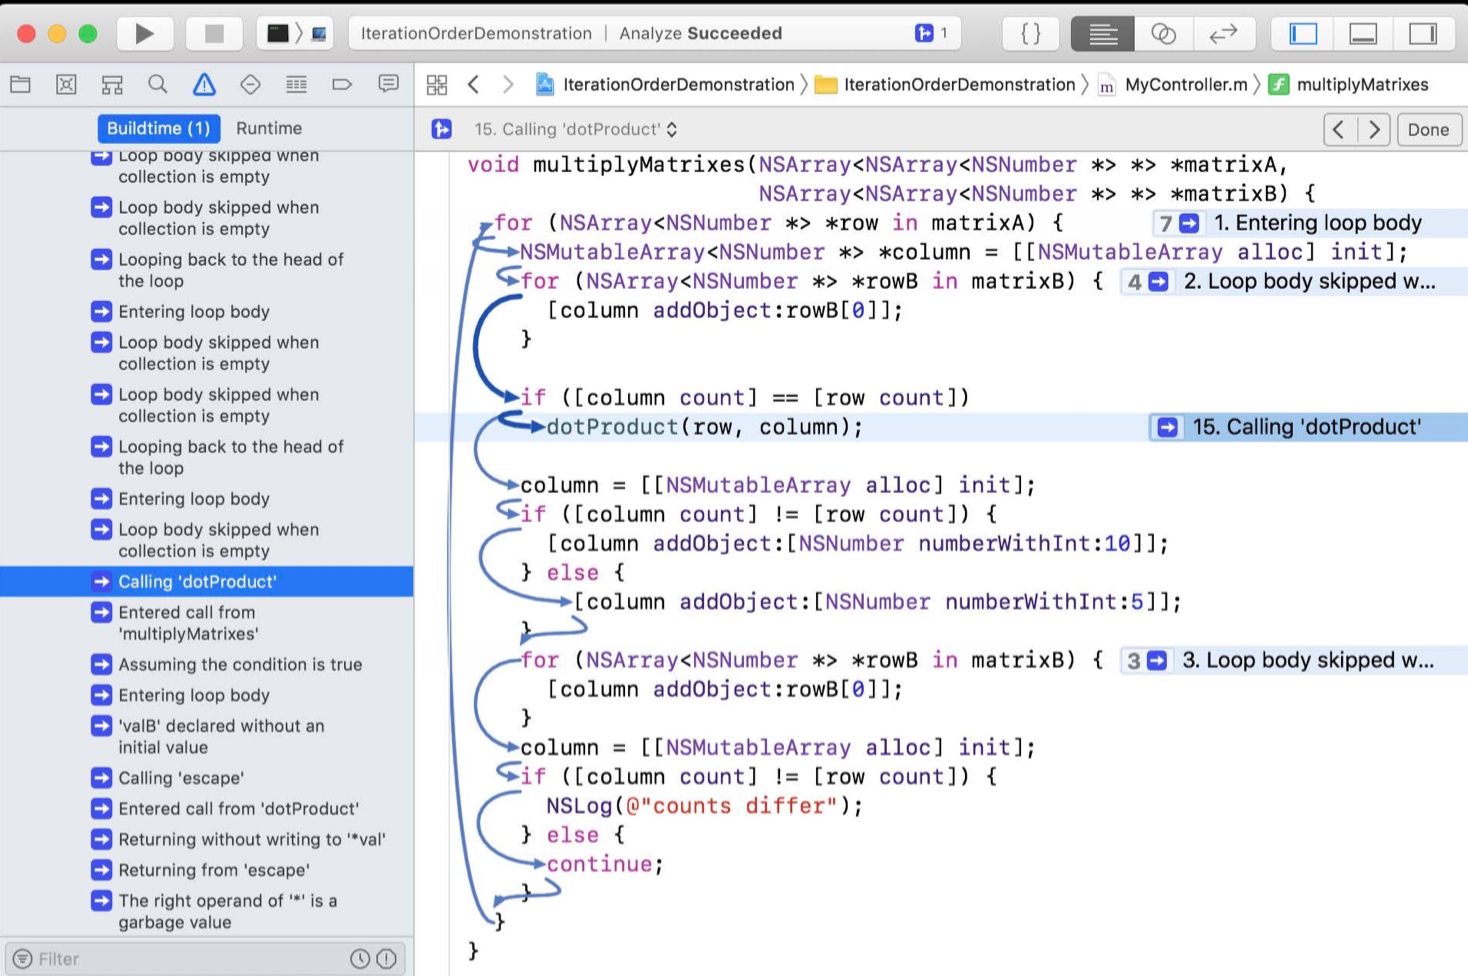 IterationOrderDemonstration | Analyze Succeeded 1
{}
IterationOrderDemonstration IterationOrderDemonstration m MyController.m f multiplyMatrixes
Buildtime (1) Runtime
15. Calling 'dotProduct' Done
Loop body skipped when
collection is empty
Loop body skipped when
collection is empty
Looping back to the head of
the loop
Entering loop body
Loop body skipped when
collection is empty
Loop body skipped when
collection is empty
Looping back to the head of
the loop
Entering loop body
Loop body skipped when
collection is empty
Calling 'dotProduct'
Entered call from
'multiplyMatrixes'
Assuming the condition is true
Entering loop body
'valB' declared without an
initial value
Calling 'escape'
Entered call from 'dotProduct'
Returning without writing to '*val'
Returning from 'escape'
The right operand of '*' is a
garbage value
Filter
void multiplyMatrixes(NSArray<NSArray<NSNumber *> *> *matrixA,
NSArray<NSArray<NSNumber *> *> *matrixB) {
for (NSArray<NSNumber *> *row in matrixA) { 7 1. Entering loop body
NSMutableArray<NSNumber *> *column = [[NSMutableArray alloc] init];
for (NSArray<NSNumber *> *rowB in matrixB) { 4 2. Loop body skipped w...
[column addObject:rowB[0]];
}
if ([column count] == [row count])
dotProduct(row, column); 15. Calling 'dotProduct'
column = [[NSMutableArray alloc] init];
if ([column count] != [row count]) {
[column addObject:[NSNumber numberWithInt:10]];
} else {
[column addObject:[NSNumber numberWithInt:5]];
}
for (NSArray<NSNumber *> *rowB in matrixB) { 3 3. Loop body skipped w...
[column addObject:rowB[0]];
}
column = [[NSMutableArray alloc] init];
if ([column count] != [row count]) {
NSLog(@"counts differ");
} else {
continue;
}
}
}